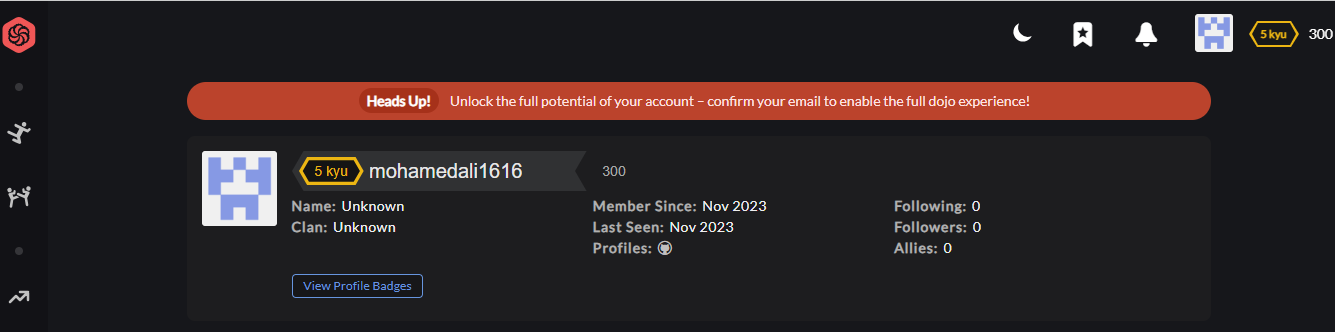 5 kyu 300
Heads Up! Unlock the full potential of your account – confirm your email to enable the full dojo experience!
5 kyu mohamedali1616 300
Name: Unknown Member Since: Nov 2023 Following: 0
Clan: Unknown Last Seen: Nov 2023 Followers: 0
Profiles: Allies: 0
View Profile Badges